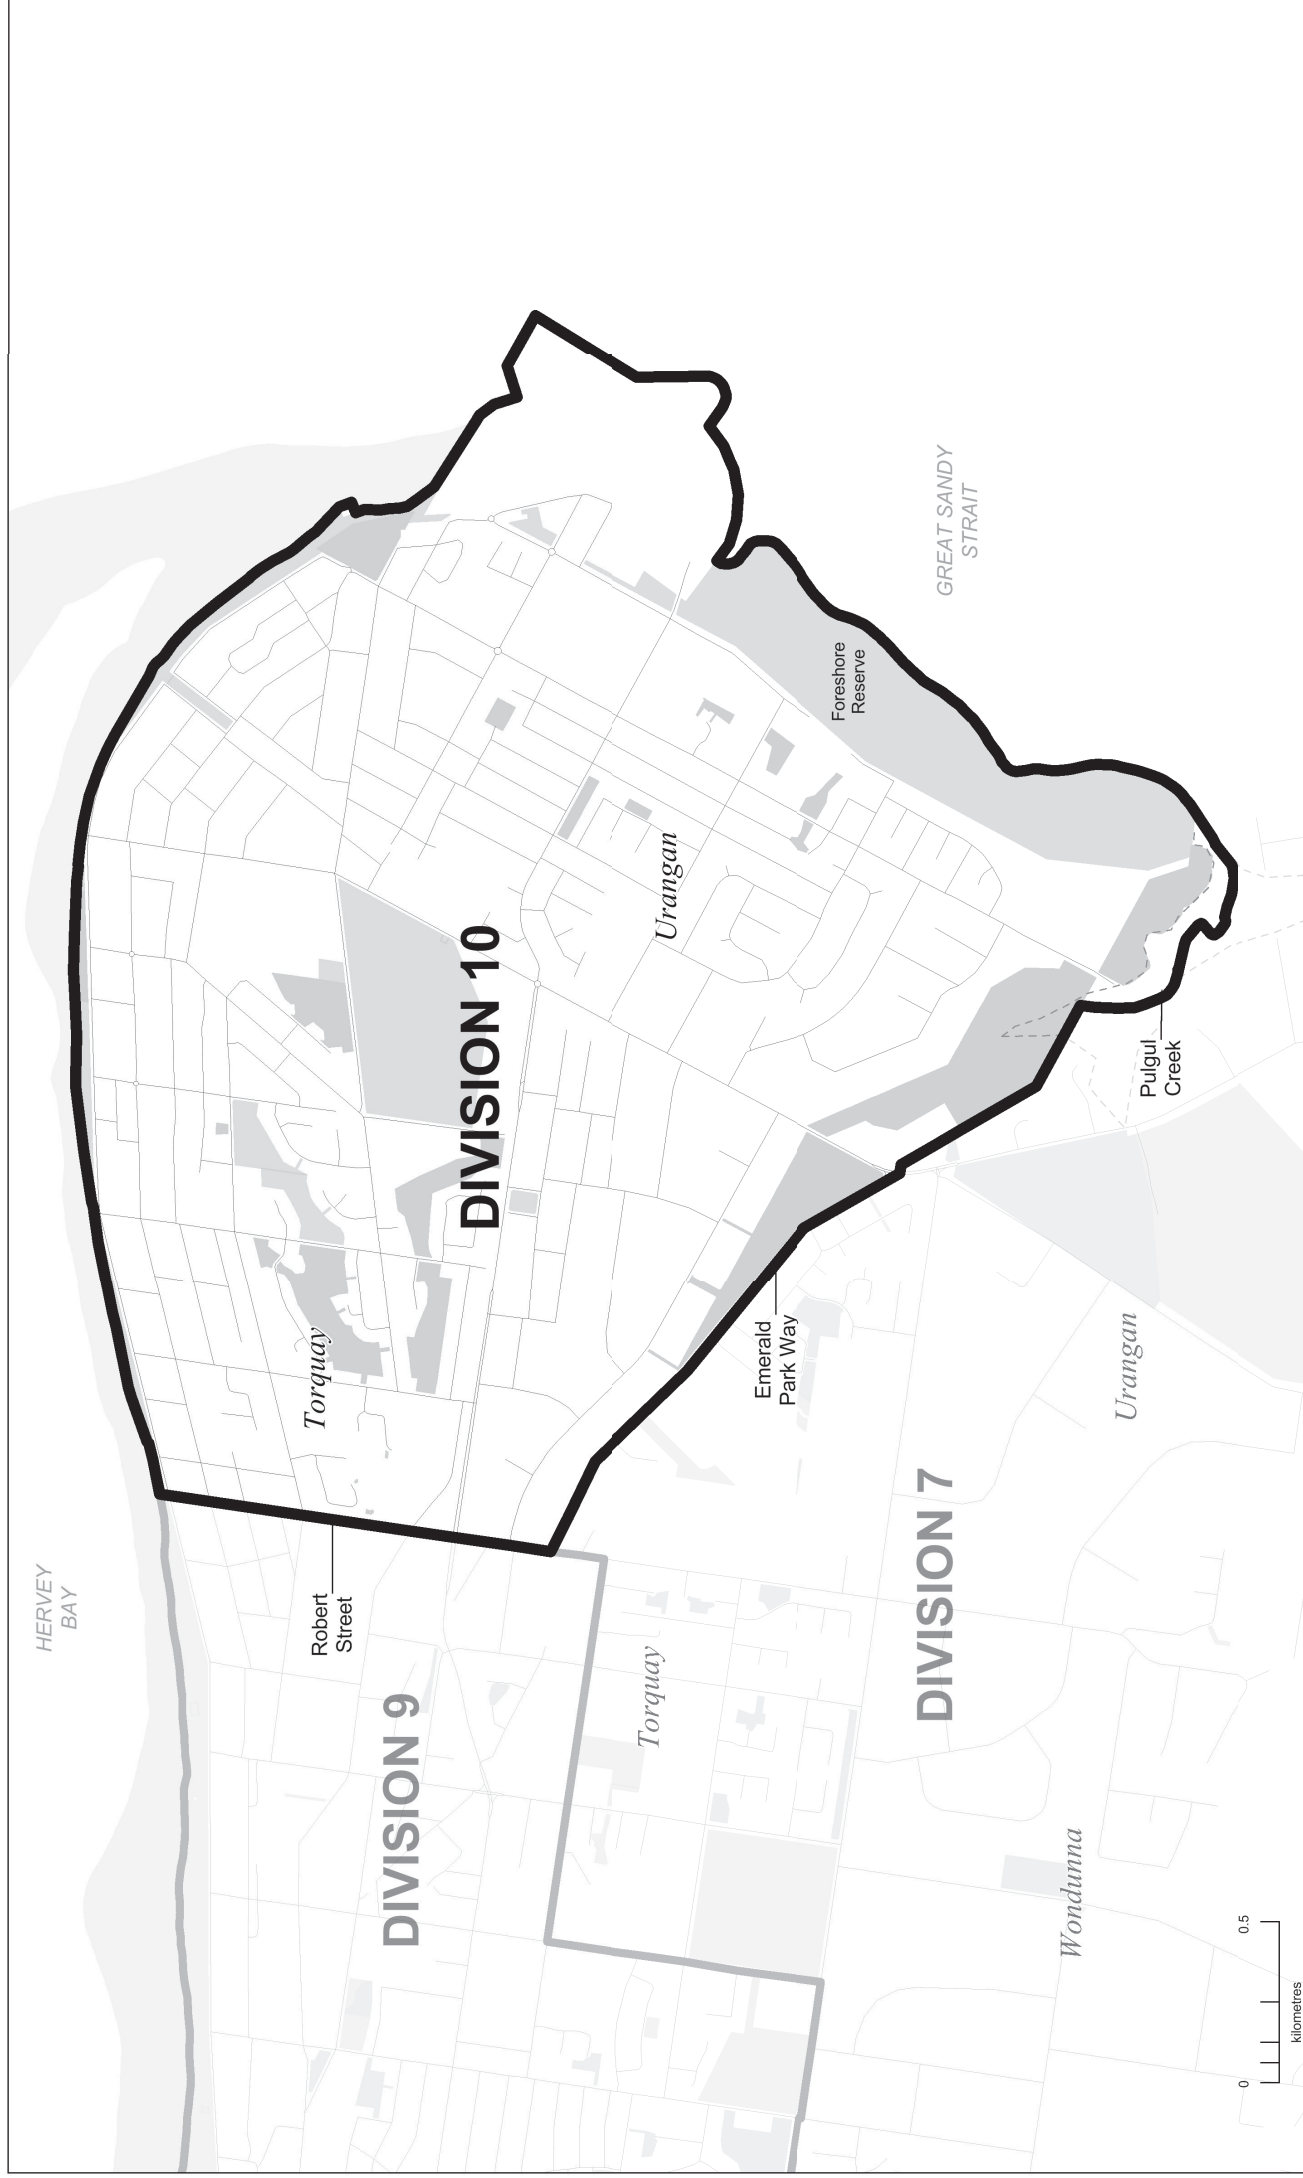 HERVEY
BAY
Robert
Street
Torquay
DIVISION 9
DIVISION 10
GREAT SANDY
STRAIT
Foreshore
Reserve
Urangan
Torquay
Emerald
Park Way
DIVISION 7
Pulgul
Creek
Urangan
Wondunna
0
0.5
kilometres